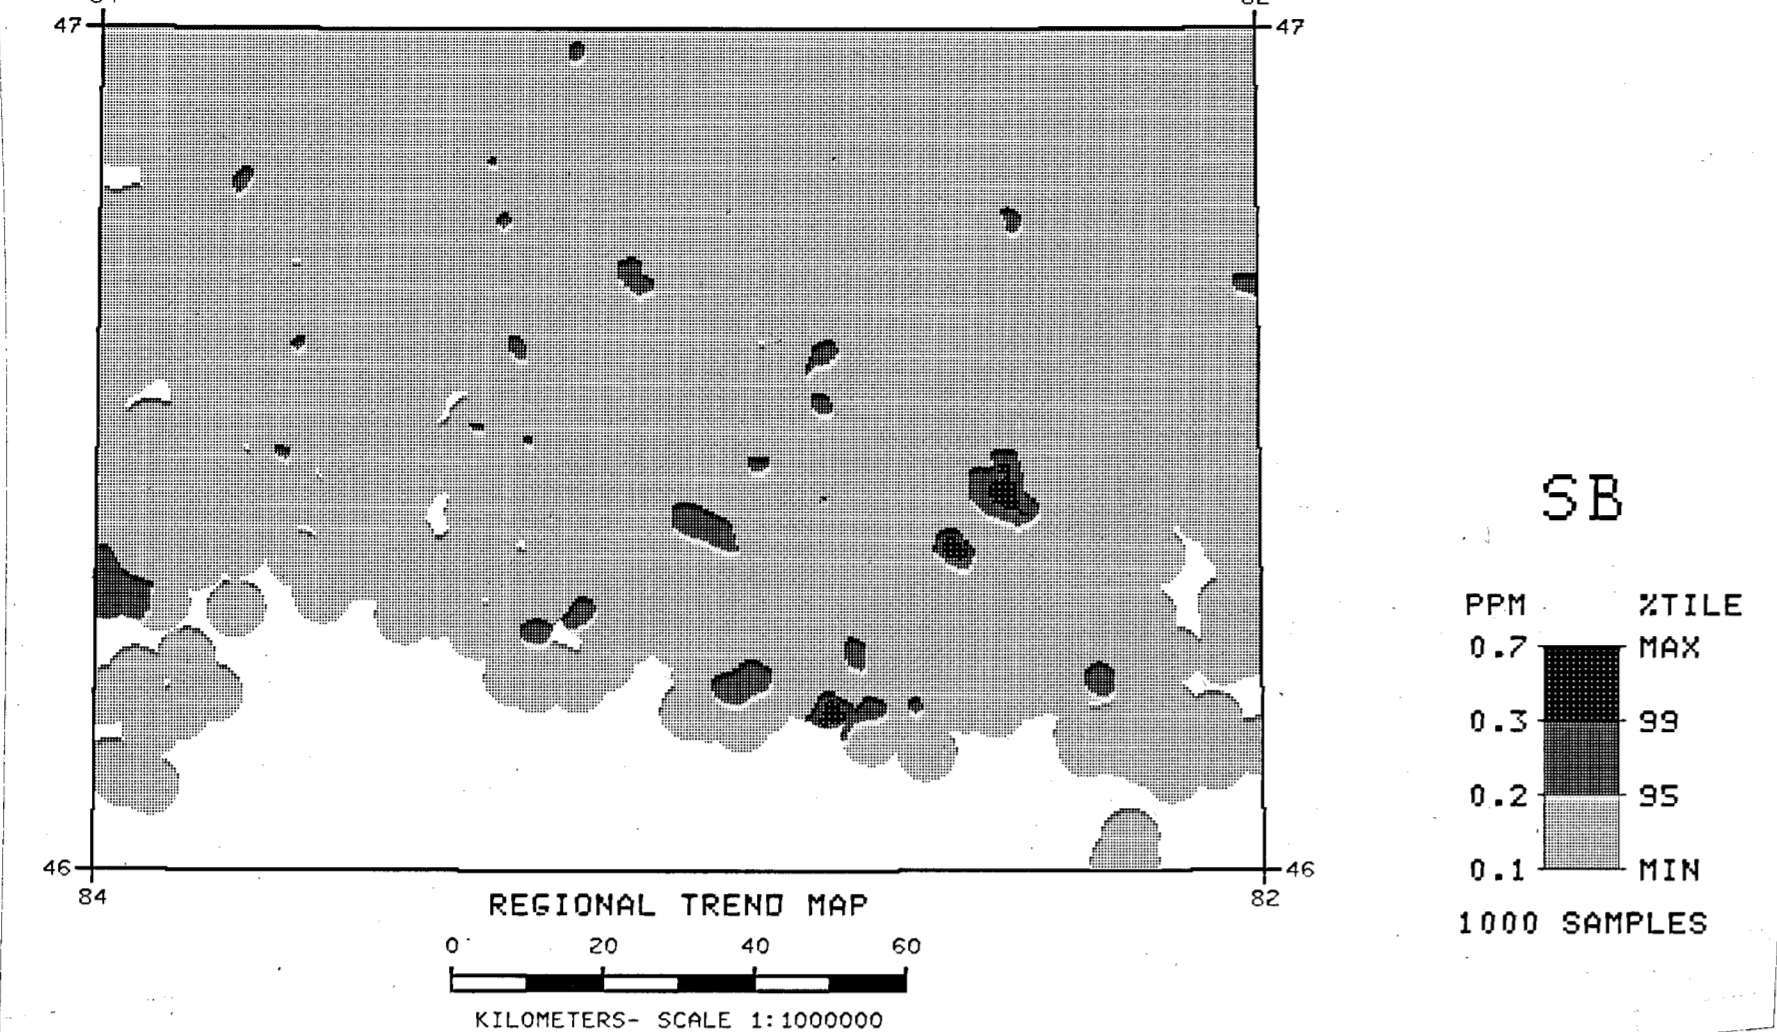 47 47
SB
PPM %TILE
0.7 MAX
0.3 99
0.2 95
0.1 MIN
46 46
84 82
REGIONAL TREND MAP
1000 SAMPLES
0 20 40 60
KILOMETERS- SCALE 1:1000000